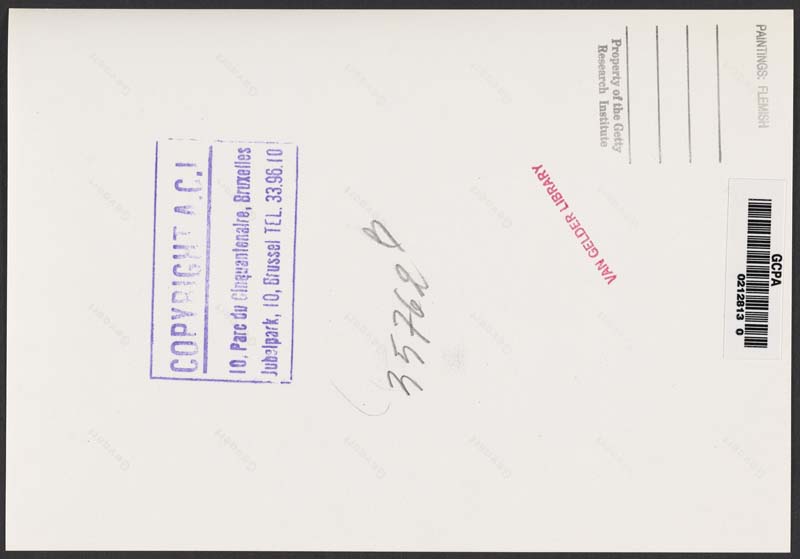 PAINTINGS: FLEMISH
Property of the Getty
Research Institute
GCPA
0212813 0
VAN GELDER LIBRARY
35762 B
COPYRIGHT A.C.I
10, Parc du Cinquantenaire, Bruxelles
Jubelpark, 10, Brussel TEL. 33.96.10
Gevaert